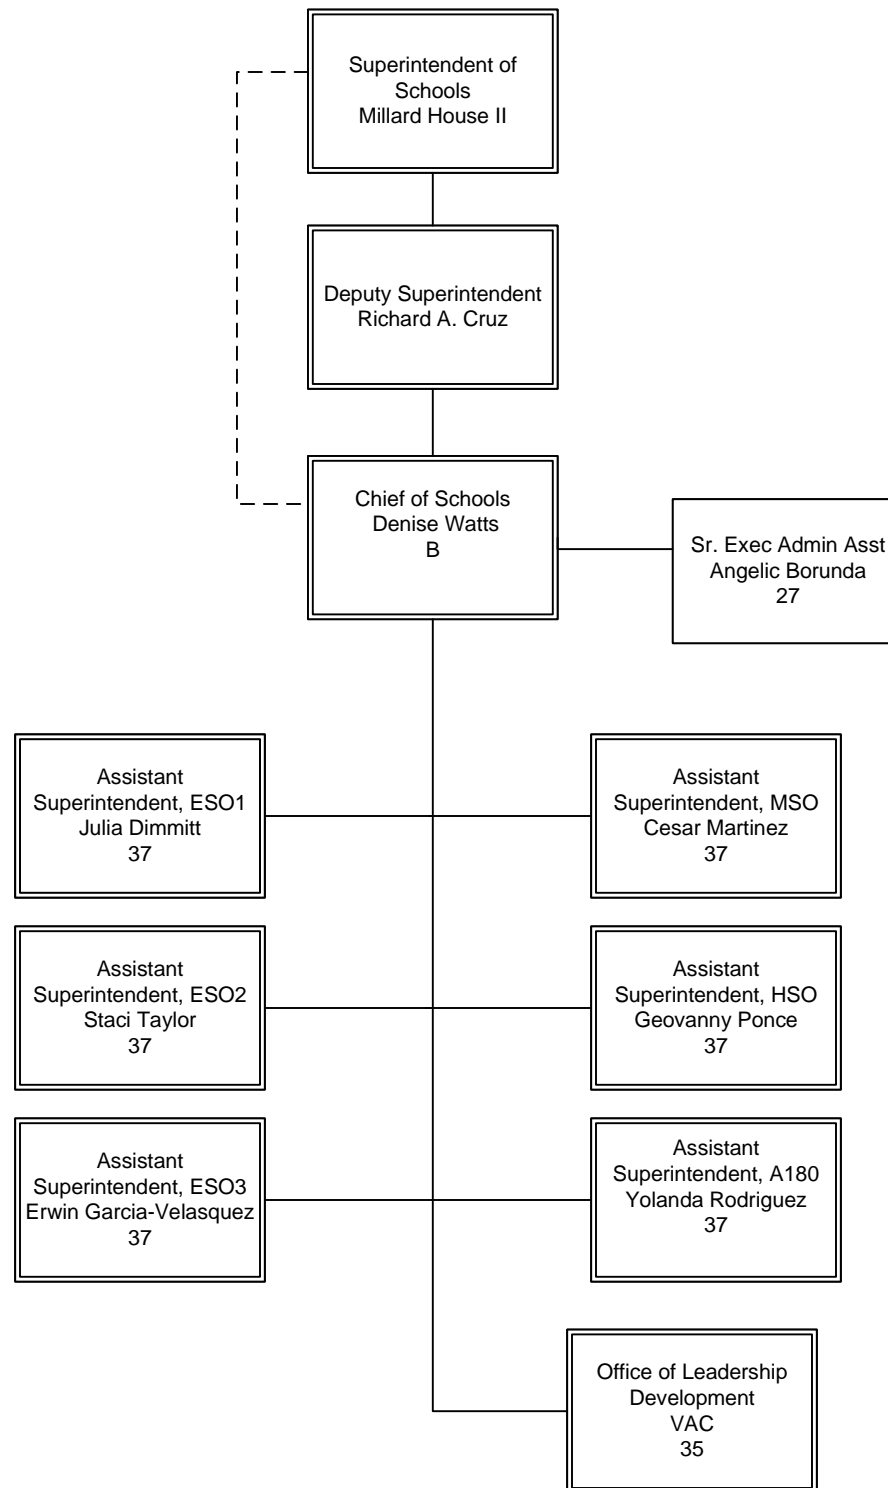 Superintendent of
Schools
Millard House II
Deputy Superintendent
Richard A. Cruz
Chief of Schools
Denise Watts
B
Sr. Exec Admin Asst
Angelic Borunda
27
Assistant
Superintendent, ESO1
Julia Dimmitt
37
Assistant
Superintendent, MSO
Cesar Martinez
37
Assistant
Superintendent, ESO2
Staci Taylor
37
Assistant
Superintendent, HSO
Geovanny Ponce
37
Assistant
Superintendent, ESO3
Erwin Garcia-Velasquez
37
Assistant
Superintendent, A180
Yolanda Rodriguez
37
Office of Leadership
Development
VAC
35